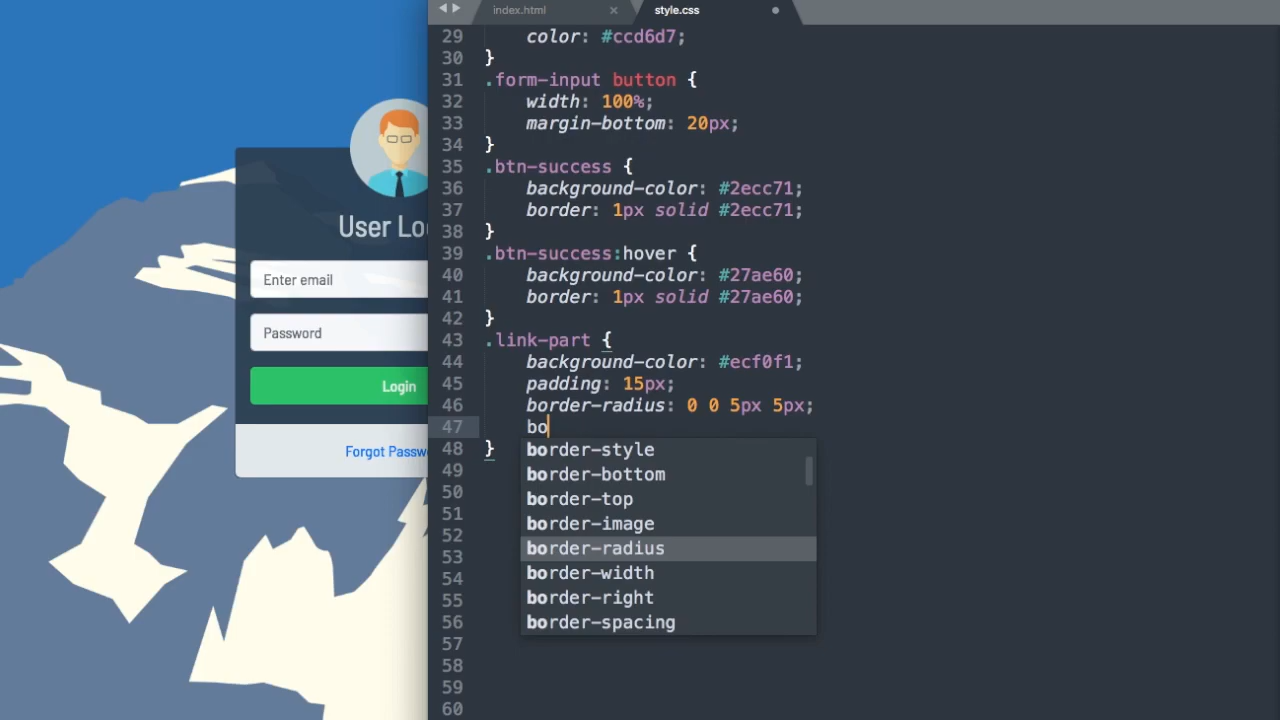 index.html
style.css
29 color: #ccd6d7;
30 }
31 .form-input button {
32 width: 100%;
33 margin-bottom: 20px;
34 }
35 .btn-success {
36 background-color: #2ecc71;
37 border: 1px solid #2ecc71;
38 }
39 .btn-success:hover {
40 background-color: #27ae60;
41 border: 1px solid #27ae60;
42 }
43 .link-part {
44 background-color: #ecf0f1;
45 padding: 15px;
46 border-radius: 0 0 5px 5px;
47 bo
48 }
49
50
51
52
53
54
55
56
57
58
59
60
border-style
border-bottom
border-top
border-image
border-radius
border-width
border-right
border-spacing
User Lo
Enter email
Password
Login
Forgot Passw